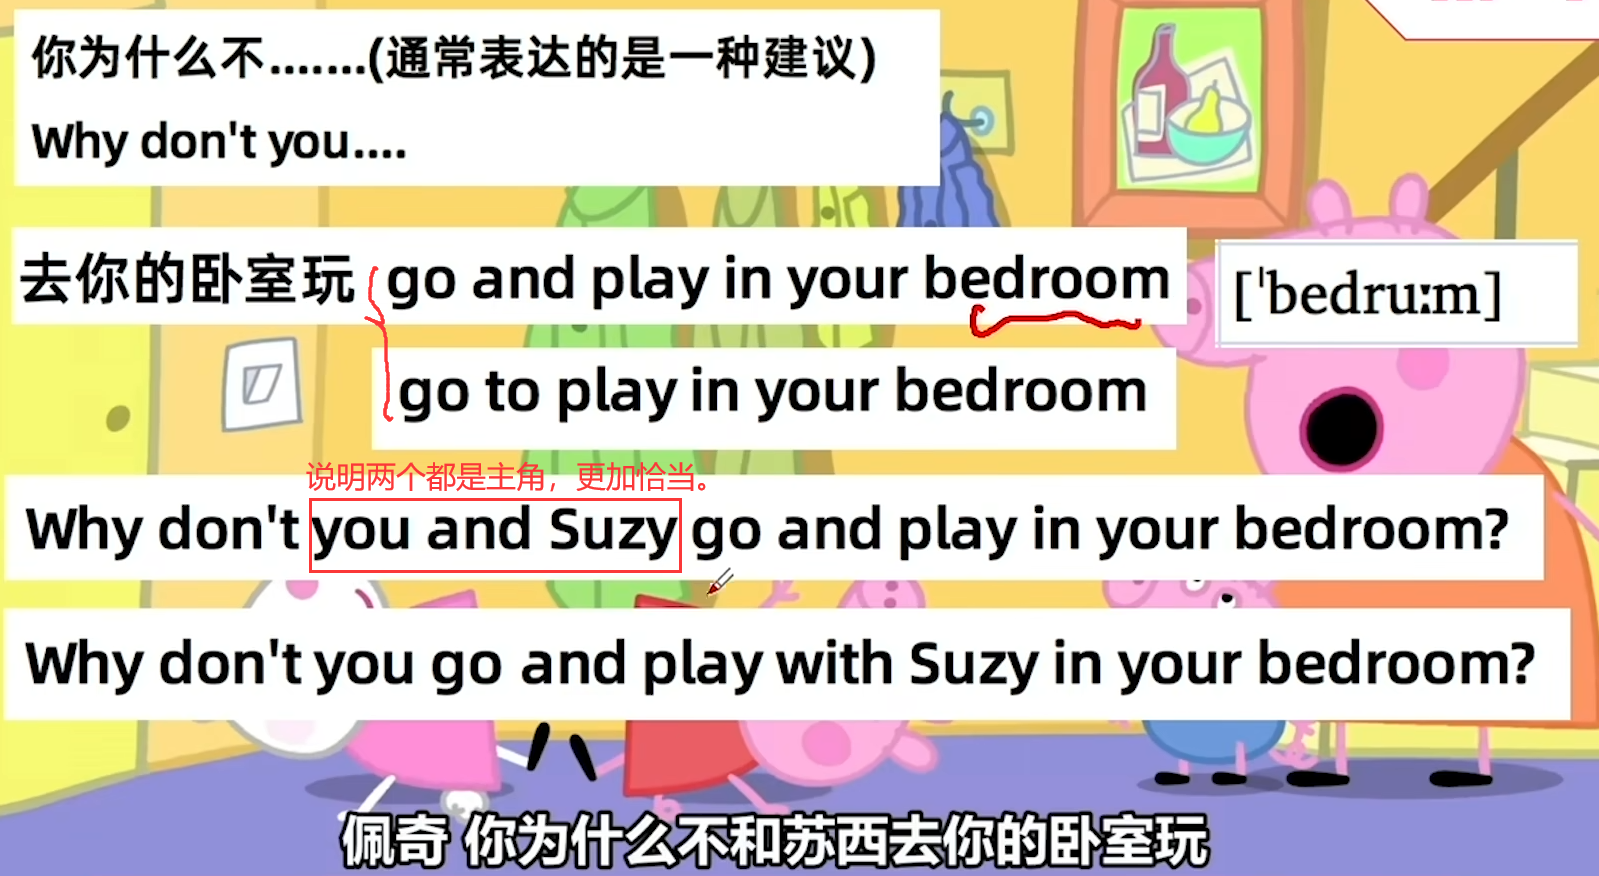 你为什么不.......(通常表达的是一种建议)
Why don't you....
去你的卧室玩 go and play in your bedroom ['bedru:m]
go to play in your bedroom
说明两个都是主角，更加恰当。
Why don't you and Suzy go and play in your bedroom?
Why don't you go and play with Suzy in your bedroom?
佩奇 你为什么不和苏西去你的卧室玩